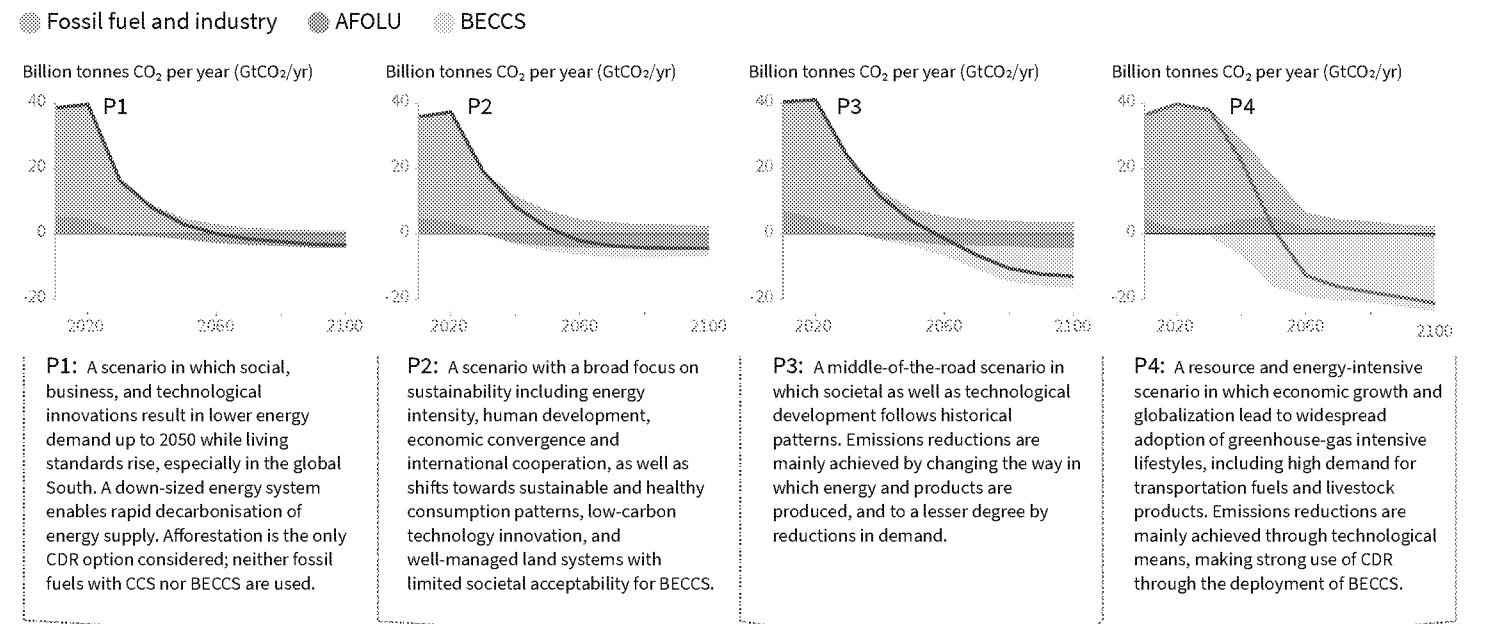 Fossil fuel and industry AFOLU BECCS
Billion tonnes CO₂ per year (GtCO₂/yr) Billion tonnes CO₂ per year (GtCO₂/yr) Billion tonnes CO₂ per year (GtCO₂/yr) Billion tonnes CO₂ per year (GtCO₂/yr)
40 P1 40 P2 40 P3 40 P4
20 20 20 20
0 0 0 0
-20 -20 -20 -20
2020 2060 2100 2020 2060 2100 2020 2060 2100 2020 2060 2100
P1: A scenario in which social,
business, and technological
innovations result in lower energy
demand up to 2050 while living
standards rise, especially in the global
South. A down-sized energy system
enables rapid decarbonisation of
energy supply. Afforestation is the only
CDR option considered; neither fossil
fuels with CCS nor BECCS are used.
P2: A scenario with a broad focus on
sustainability including energy
intensity, human development,
economic convergence and
international cooperation, as well as
shifts towards sustainable and healthy
consumption patterns, low-carbon
technology innovation, and
well-managed land systems with
limited societal acceptability for BECCS.
P3: A middle-of-the-road scenario in
which societal as well as technological
development follows historical
patterns. Emissions reductions are
mainly achieved by changing the way in
which energy and products are
produced, and to a lesser degree by
reductions in demand.
P4: A resource and energy-intensive
scenario in which economic growth and
globalization lead to widespread
adoption of greenhouse-gas intensive
lifestyles, including high demand for
transportation fuels and livestock
products. Emissions reductions are
mainly achieved through technological
means, making strong use of CDR
through the deployment of BECCS.